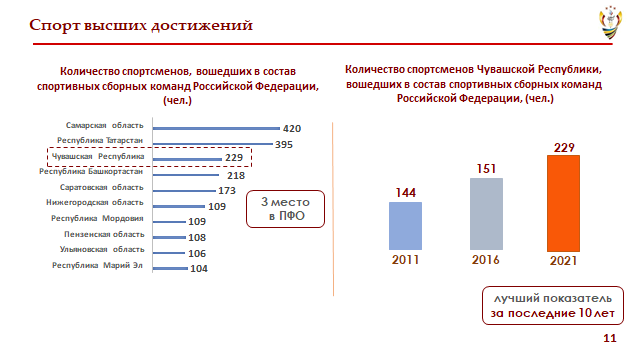 Спорт высших достижений
Количество спортсменов, вошедших в состав
спортивных сборных команд Российской Федерации,
(чел.)
Самарская область 420
Республика Татарстан 395
Чувашская Республика 229
Республика Башкортостан 218
Саратовская область 173
Нижегородская область 109
Республика Мордовия 109
Пензенская область 108
Ульяновская область 106
Республика Марий Эл 104
3 место
в ПФО
Количество спортсменов Чувашской Республики,
вошедших в состав спортивных сборных команд
Российской Федерации, (чел.)
144
151
229
2011
2016
2021
лучший показатель
за последние 10 лет
11